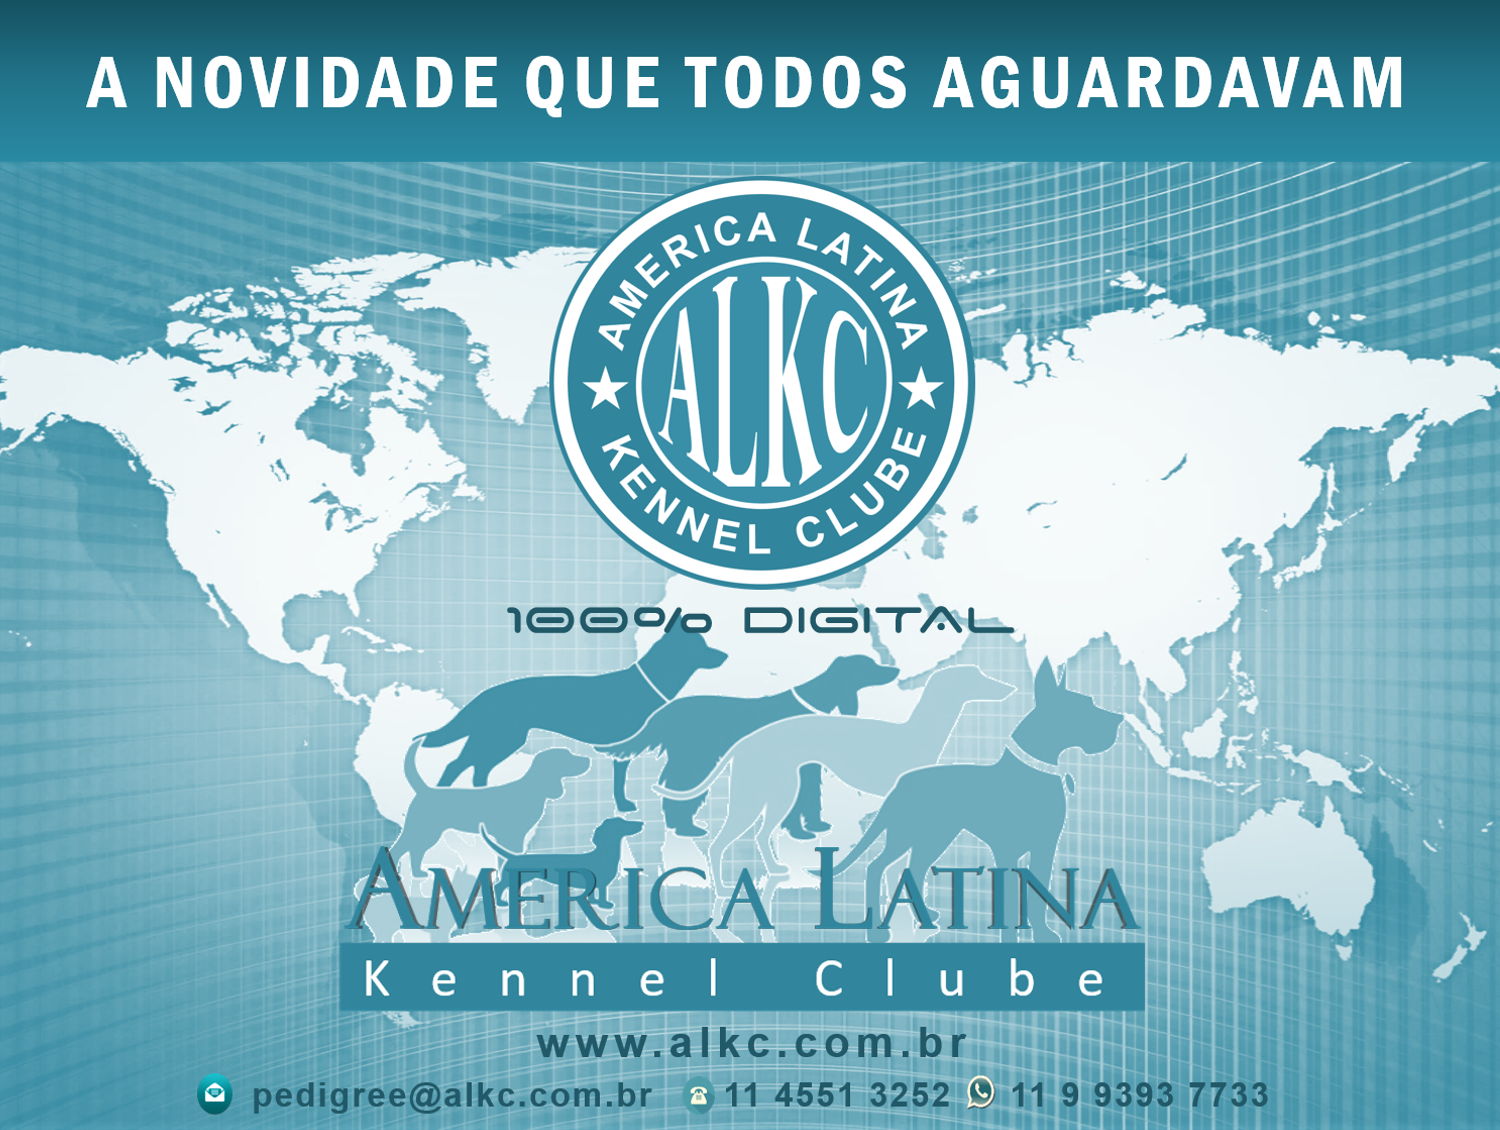 A NOVIDADE QUE TODOS AGUARDAVAM
AMERICA LATINA
ALKC
KENNEL CLUBE
100% DIGITAL
AMERICA LATINA
Kennel Clube
www.alkc.com.br
pedigree@alkc.com.br 11 4551 3252 11 9 9393 7733